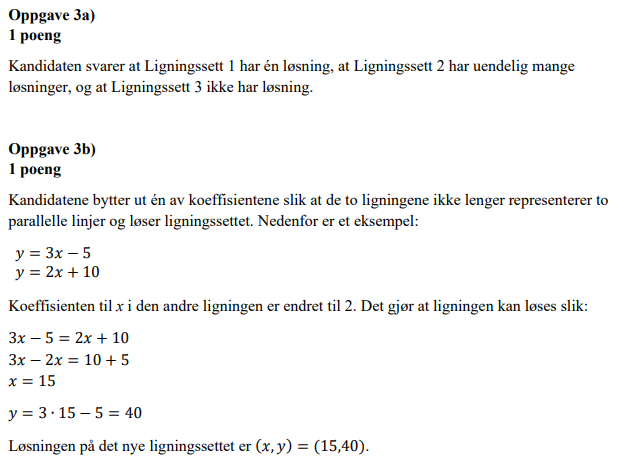 Oppgave 3a)
1 poeng
Kandidaten svarer at Ligningssett 1 har én løsning, at Ligningssett 2 har uendelig mange
løsninger, og at Ligningssett 3 ikke har løsning.
Oppgave 3b)
1 poeng
Kandidatene bytter ut én av koeffisientene slik at de to ligningene ikke lenger representerer to
parallelle linjer og løser ligningssettet. Nedenfor er et eksempel:
y = 3x − 5
y = 2x + 10
Koeffisienten til x i den andre ligningen er endret til 2. Det gjør at ligningen kan løses slik:
3x − 5 = 2x + 10
3x − 2x = 10 + 5
x = 15
y = 3 · 15 − 5 = 40
Løsningen på det nye ligningssettet er (x, y) = (15,40).